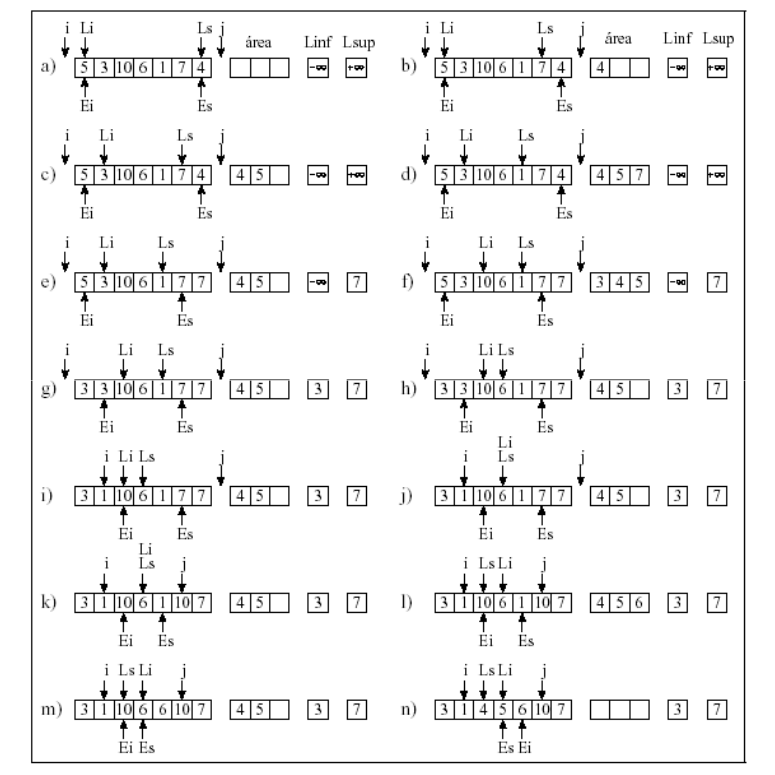 i Li Ls j área Linf Lsup
a) 5 3 10 6 1 7 4 -∞ +∞
Ei Es
i Li Ls j área Linf Lsup
b) 5 3 10 6 1 7 4 4 -∞ +∞
Ei Es
i Li Ls j
c) 5 3 10 6 1 7 4 4 5 -∞ +∞
Ei Es
i Li Ls j
d) 5 3 10 6 1 7 4 4 5 7 -∞ +∞
Ei Es
i Li Ls j
e) 5 3 10 6 1 7 7 4 5 -∞ 7
Ei Es
i Li Ls j
f) 5 3 10 6 1 7 7 3 4 5 -∞ 7
Ei Es
i Li Ls j
g) 3 3 10 6 1 7 7 4 5 3 7
Ei Es
i Li Ls j
h) 3 3 10 6 1 7 7 4 5 3 7
Ei Es
i Li Ls j
i) 3 1 10 6 1 7 7 4 5 3 7
Ei Es
Li
i Ls j
j) 3 1 10 6 1 7 7 4 5 3 7
Ei Es
Li
i Ls j
k) 3 1 10 6 1 10 7 4 5 3 7
Ei Es
i Ls Li j
l) 3 1 10 6 1 10 7 4 5 6 3 7
Ei Es
i Ls Li j
m) 3 1 10 6 6 10 7 4 5 3 7
Ei Es
i Ls Li j
n) 3 1 4 5 6 10 7 3 7
Es Ei